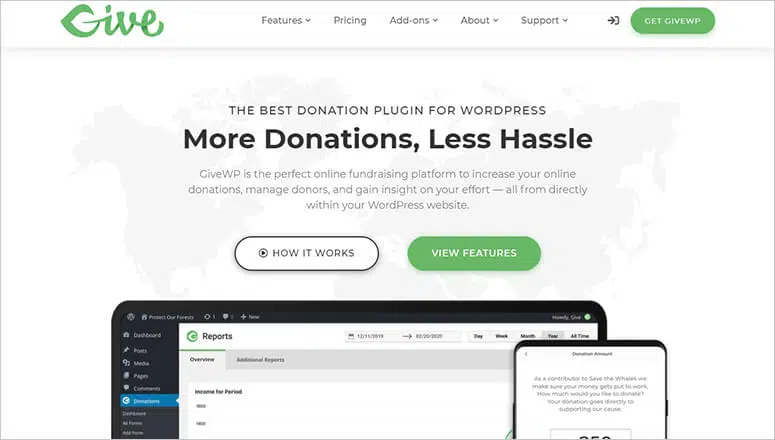 Give
Features Pricing Add-ons About Support GET GIVEWP
THE BEST DONATION PLUGIN FOR WORDPRESS
More Donations, Less Hassle
GiveWP is the perfect online fundraising platform to increase your online
donations, manage donors, and gain insight on your effort — all from directly
within your WordPress website.
HOW IT WORKS VIEW FEATURES
Protect Our Forests 1 0 New Howdy, Give
Dashboard
Posts
Media
Pages
Comments
Donations
Dashboard
All Forms
Add Form
Reports 12/11/2019 → 02/20/2020 Day Week Month Year All Time
Overview Additional Reports
Income for Period
1600
1400
Donation Amount
As a contributor to Save the Whales we
make sure your money gets put to work.
How much would you like to donate?
Your donation goes directly to
supporting our cause.